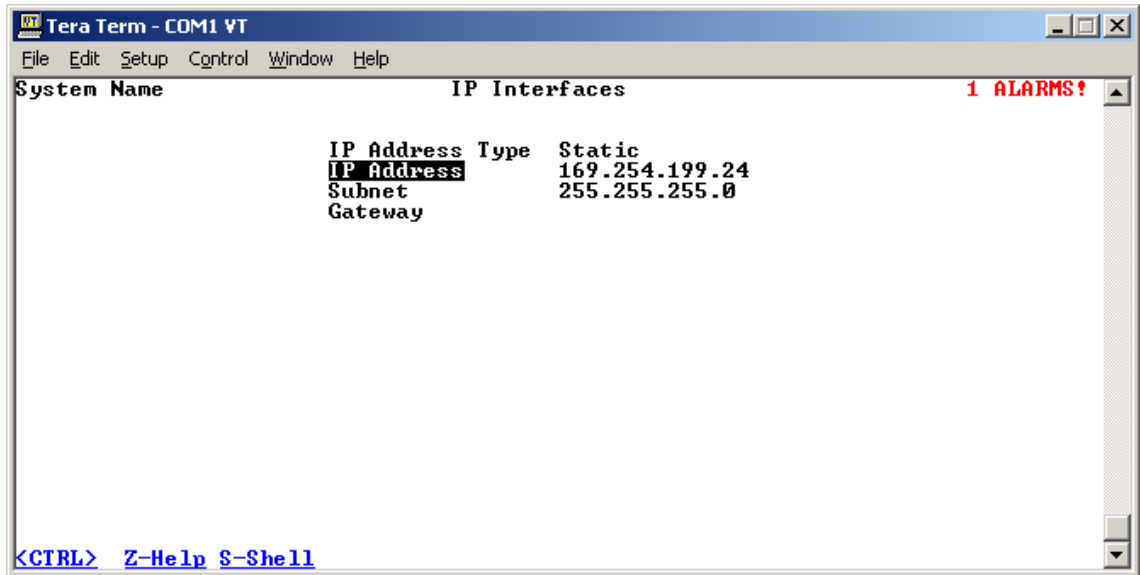 Tera Term - COM1 VT
File Edit Setup Control Window Help
System Name IP Interfaces 1 ALARMS!
IP Address Type Static
IP Address 169.254.199.24
Subnet 255.255.255.0
Gateway
<CTRL> Z-Help S-Shell